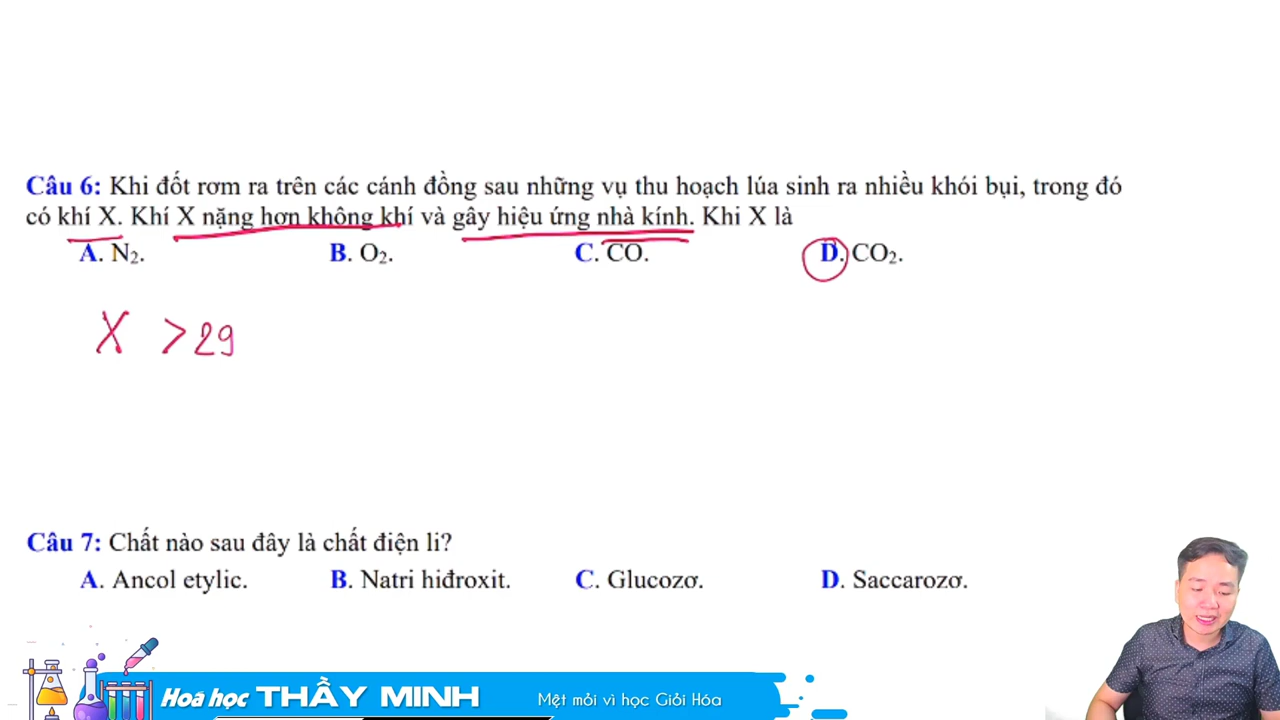 Câu 6: Khi đốt rơm ra trên các cánh đồng sau những vụ thu hoạch lúa sinh ra nhiều khói bụi, trong đó
có khí X. Khí X nặng hơn không khí và gây hiệu ứng nhà kính. Khi X là
A. N₂. B. O₂. C. CO. D. CO₂.
X > 29
Câu 7: Chất nào sau đây là chất điện li?
A. Ancol etylic. B. Natri hiđroxit. C. Glucozơ. D. Saccarozơ.
Hoá học THẦY MINH Mệt mỏi vì học Giỏi Hóa